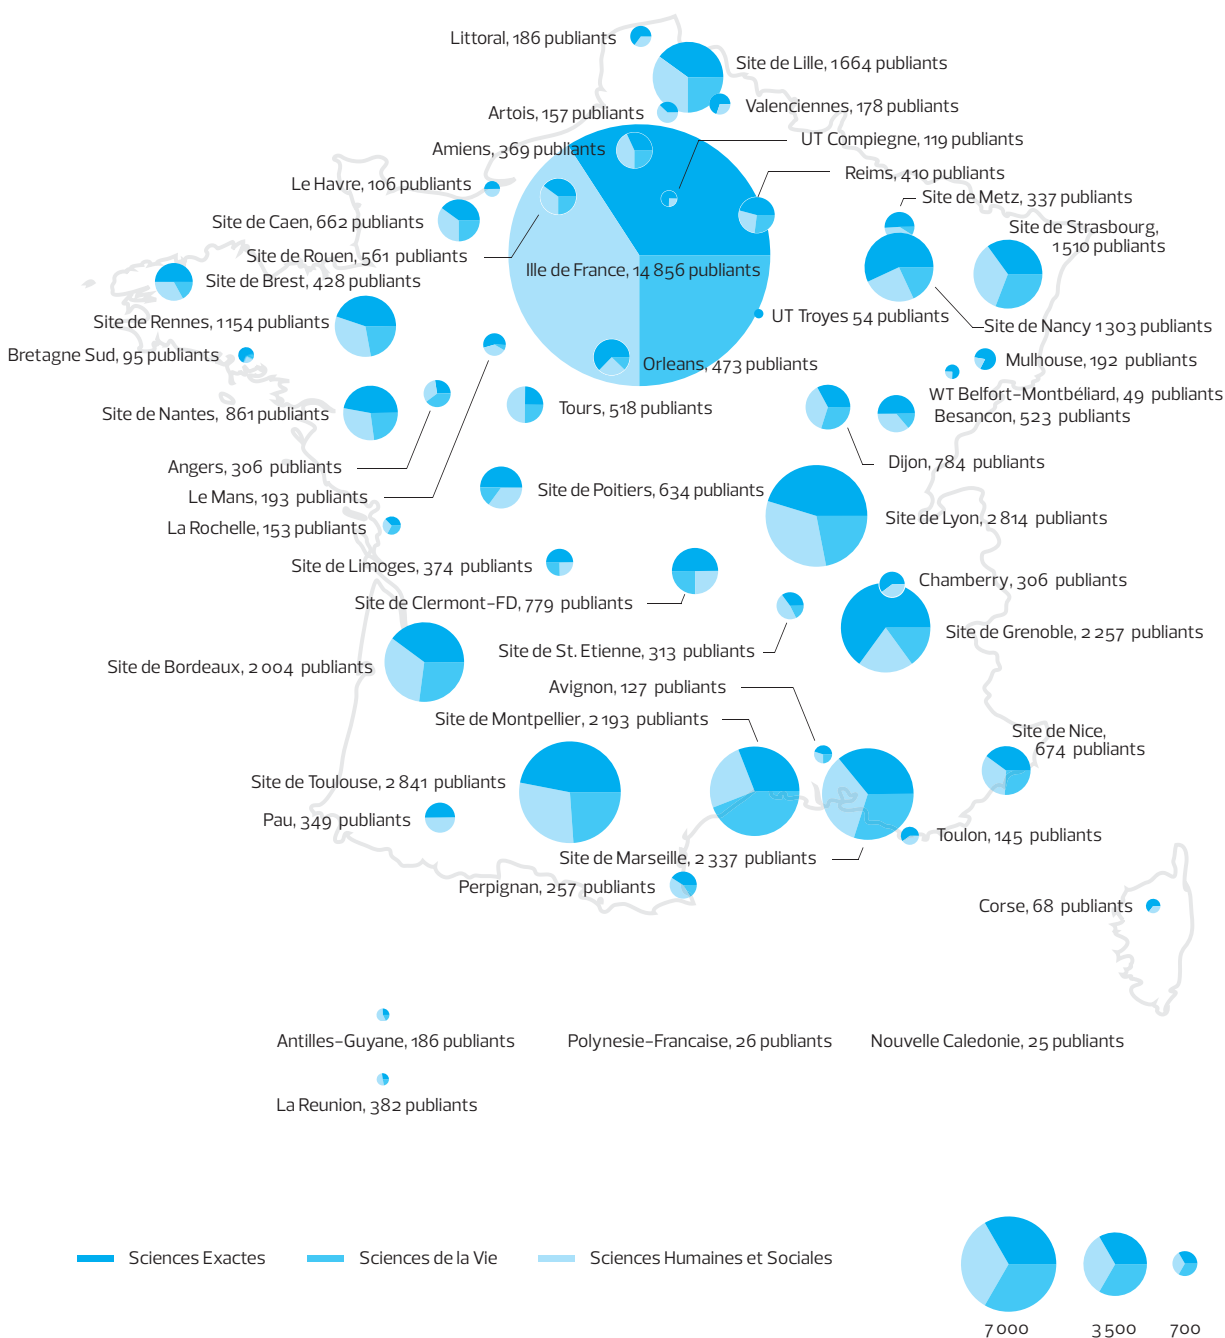 Littoral, 186 publiants
Site de Lille, 1 664 publiants
Artois, 157 publiants
Valenciennes, 178 publiants
UT Compiegne, 119 publiants
Amiens, 369 publiants
Reims, 410 publiants
Le Havre, 106 publiants
Site de Metz, 337 publiants
Site de Caen, 662 publiants
Site de Strasbourg,
1 510 publiants
Site de Rouen, 561 publiants
Ille de France, 14 856 publiants
Site de Brest, 428 publiants
UT Troyes 54 publiants
Site de Rennes, 1154 publiants
Site de Nancy 1 303 publiants
Bretagne Sud, 95 publiants
Mulhouse, 192 publiants
Orleans, 473 publiants
WT Belfort-Montbéliard, 49 publiants
Site de Nantes, 861 publiants
Tours, 518 publiants
Besancon, 523 publiants
Angers, 306 publiants
Dijon, 784 publiants
Le Mans, 193 publiants
Site de Poitiers, 634 publiants
La Rochelle, 153 publiants
Site de Lyon, 2 814 publiants
Site de Limoges, 374 publiants
Chamberry, 306 publiants
Site de Clermont-FD, 779 publiants
Site de Grenoble, 2 257 publiants
Site de St. Etienne, 313 publiants
Site de Bordeaux, 2 004 publiants
Avignon, 127 publiants
Site de Montpellier, 2 193 publiants
Site de Nice,
674 publiants
Site de Toulouse, 2 841 publiants
Pau, 349 publiants
Toulon, 145 publiants
Site de Marseille, 2 337 publiants
Perpignan, 257 publiants
Corse, 68 publiants
Antilles-Guyane, 186 publiants
Polynesie-Francaise, 26 publiants
Nouvelle Caledonie, 25 publiants
La Reunion, 382 publiants
Sciences Exactes
Sciences de la Vie
Sciences Humaines et Sociales
7 000
3 500
700